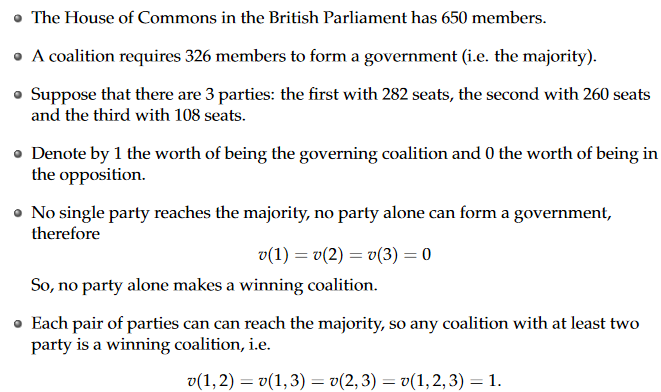 The House of Commons in the British Parliament has 650 members.
A coalition requires 326 members to form a government (i.e. the majority).
Suppose that there are 3 parties: the first with 282 seats, the second with 260 seats
and the third with 108 seats.
Denote by 1 the worth of being the governing coalition and 0 the worth of being in
the opposition.
No single party reaches the majority, no party alone can form a government,
therefore
v(1) = v(2) = v(3) = 0
So, no party alone makes a winning coalition.
Each pair of parties can can reach the majority, so any coalition with at least two
party is a winning coalition, i.e.
v(1, 2) = v(1, 3) = v(2, 3) = v(1, 2, 3) = 1.